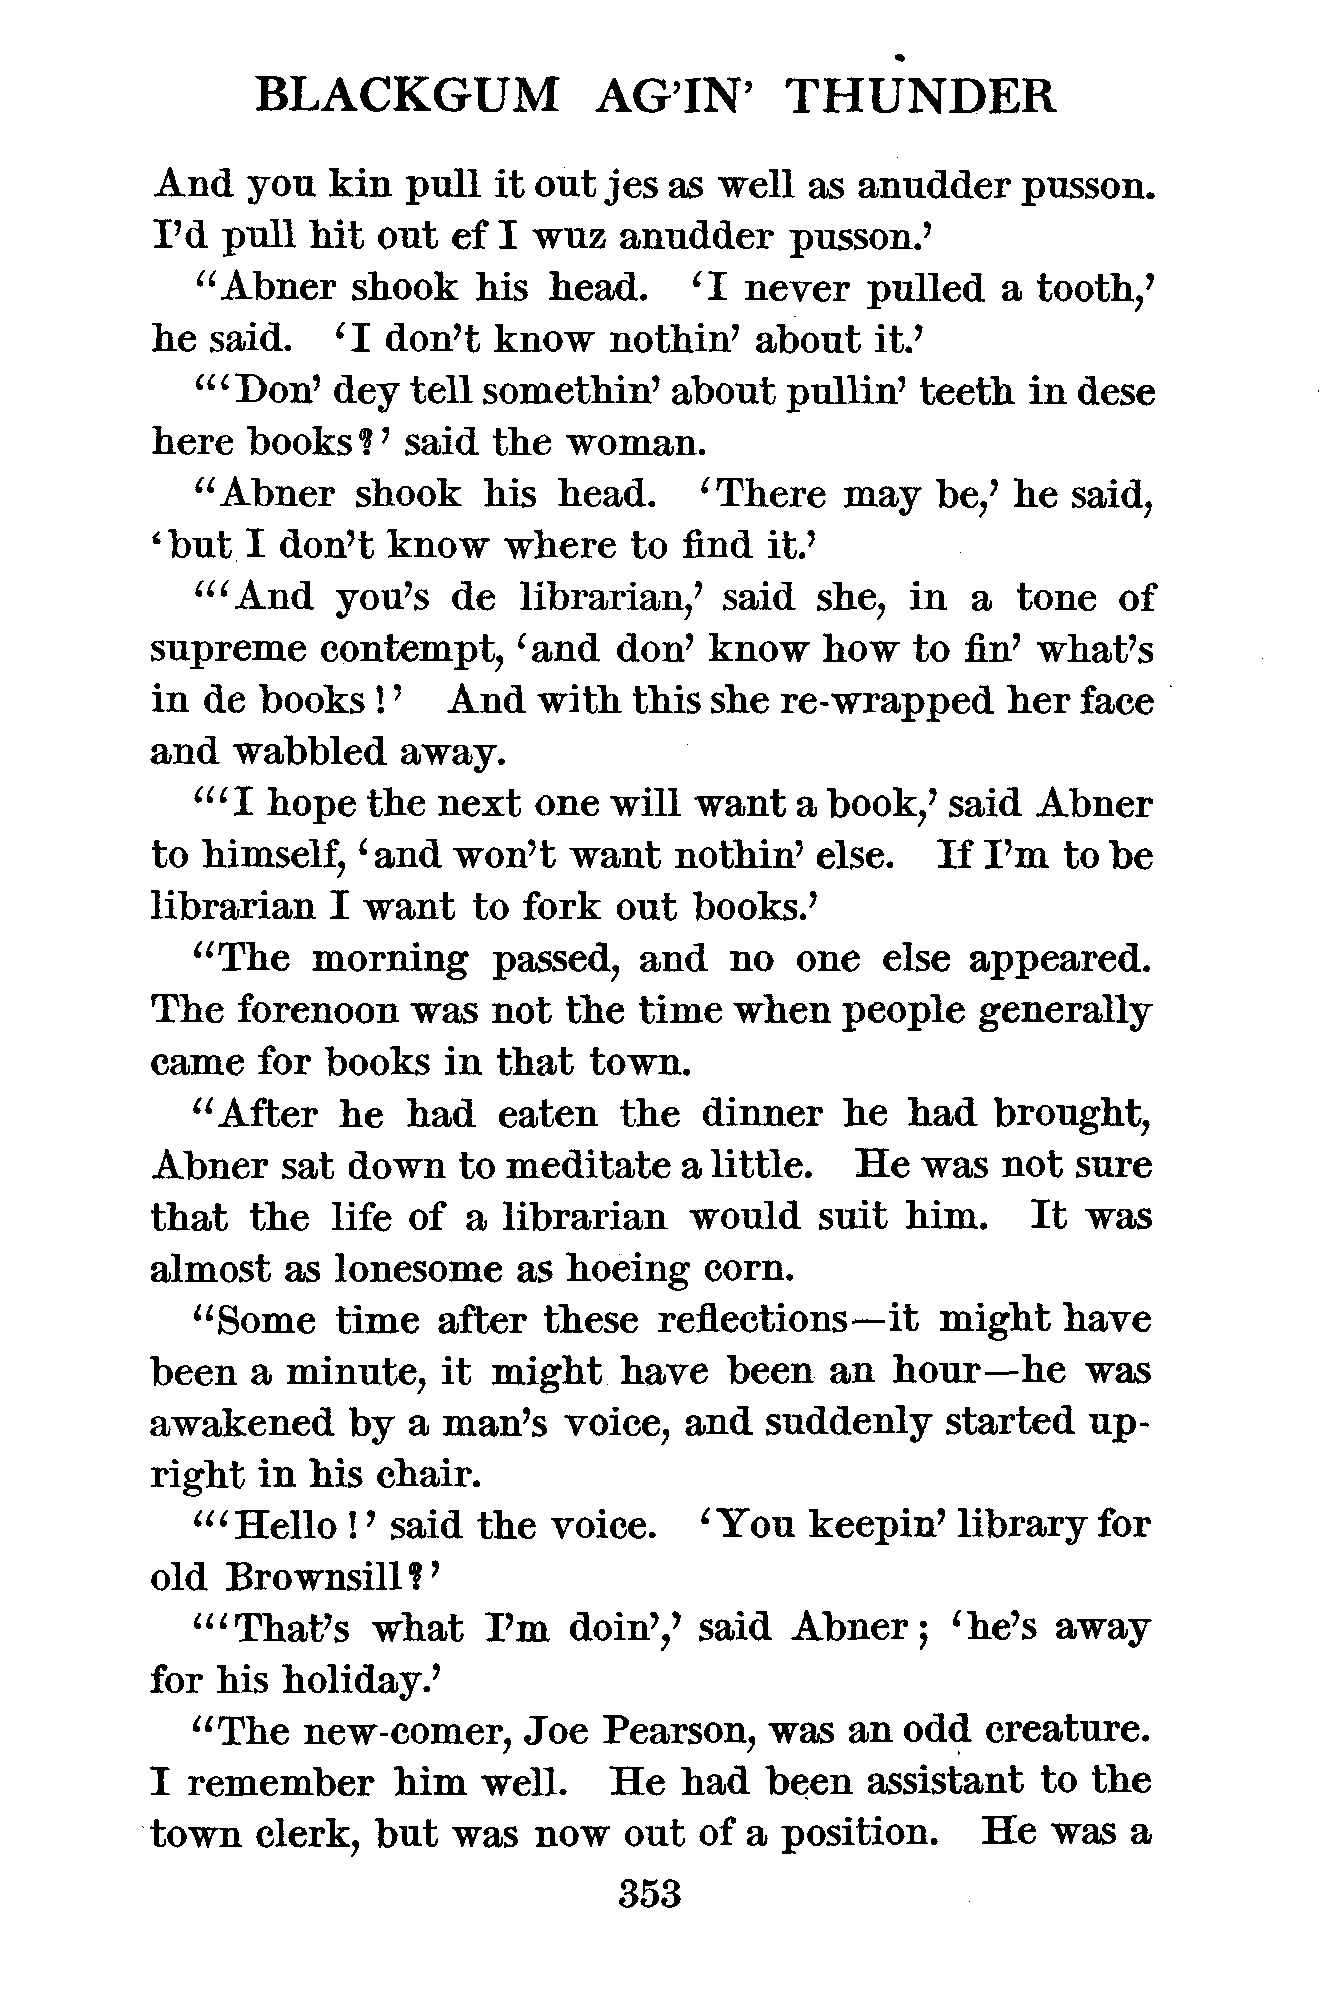 BLACKGUM AG'IN' THUNDER
And you kin pull it out jes as well as anudder pusson.
I'd pull hit out ef I wuz anudder pusson.'
"Abner shook his head. 'I never pulled a tooth,'
he said. 'I don't know nothin' about it.'
"'Don' dey tell somethin' about pullin' teeth in dese
here books?' said the woman.
"Abner shook his head. 'There may be,' he said,
'but I don't know where to find it.'
"'And you's de librarian,' said she, in a tone of
supreme contempt, 'and don' know how to fin' what's
in de books!' And with this she re-wrapped her face
and wabbled away.
"'I hope the next one will want a book,' said Abner
to himself, 'and won't want nothin' else. If I'm to be
librarian I want to fork out books.'
"The morning passed, and no one else appeared.
The forenoon was not the time when people generally
came for books in that town.
"After he had eaten the dinner he had brought,
Abner sat down to meditate a little. He was not sure
that the life of a librarian would suit him. It was
almost as lonesome as hoeing corn.
"Some time after these reflections—it might have
been a minute, it might have been an hour—he was
awakened by a man's voice, and suddenly started up-
right in his chair.
"'Hello!' said the voice. 'You keepin' library for
old Brownsill?'
"'That's what I'm doin',' said Abner; 'he's away
for his holiday.'
"The new-comer, Joe Pearson, was an odd creature.
I remember him well. He had been assistant to the
town clerk, but was now out of a position. He was a
353